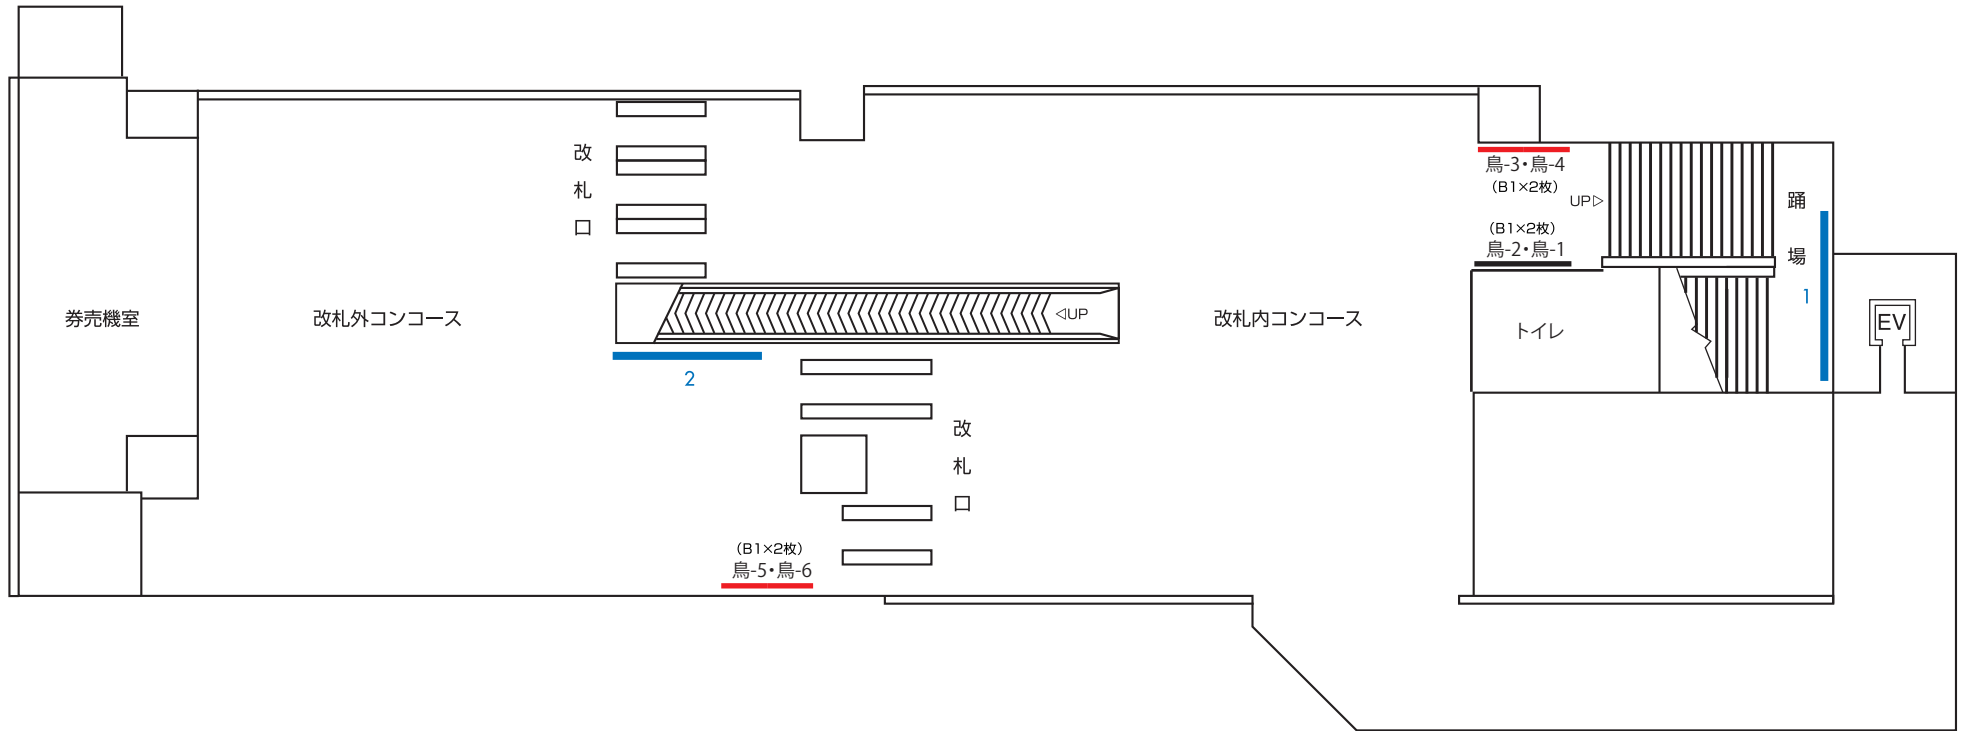 改札口
鳥-3・鳥-4
（B1×2枚）
UP▷
踊場
（B1×2枚）
鳥-2・鳥-1
1
券売機室
改札外コンコース
◁UP
改札内コンコース
トイレ
EV
2
改札口
（B1×2枚）
鳥-5・鳥-6